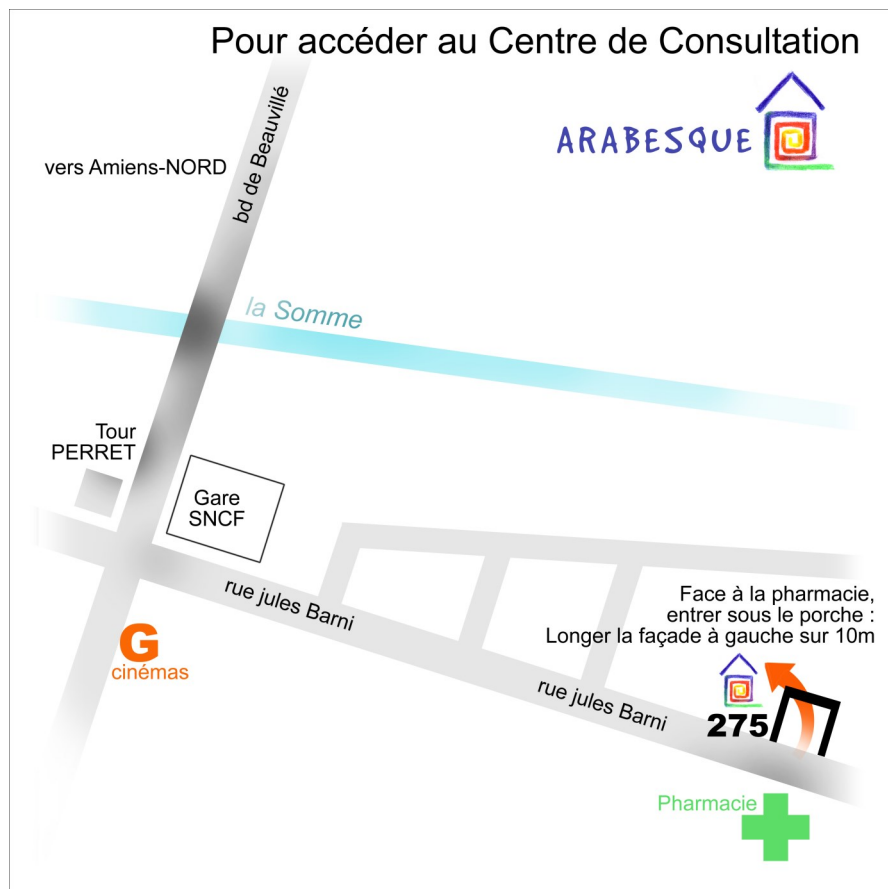 Pour accéder au Centre de Consultation
ARABESQUE
vers Amiens-NORD
bd de Beauvillé
la Somme
Tour
PERRET
Gare
SNCF
rue jules Barni
G
cinémas
Face à la pharmacie,
entrer sous le porche :
Longer la façade à gauche sur 10m
rue jules Barni
275
Pharmacie